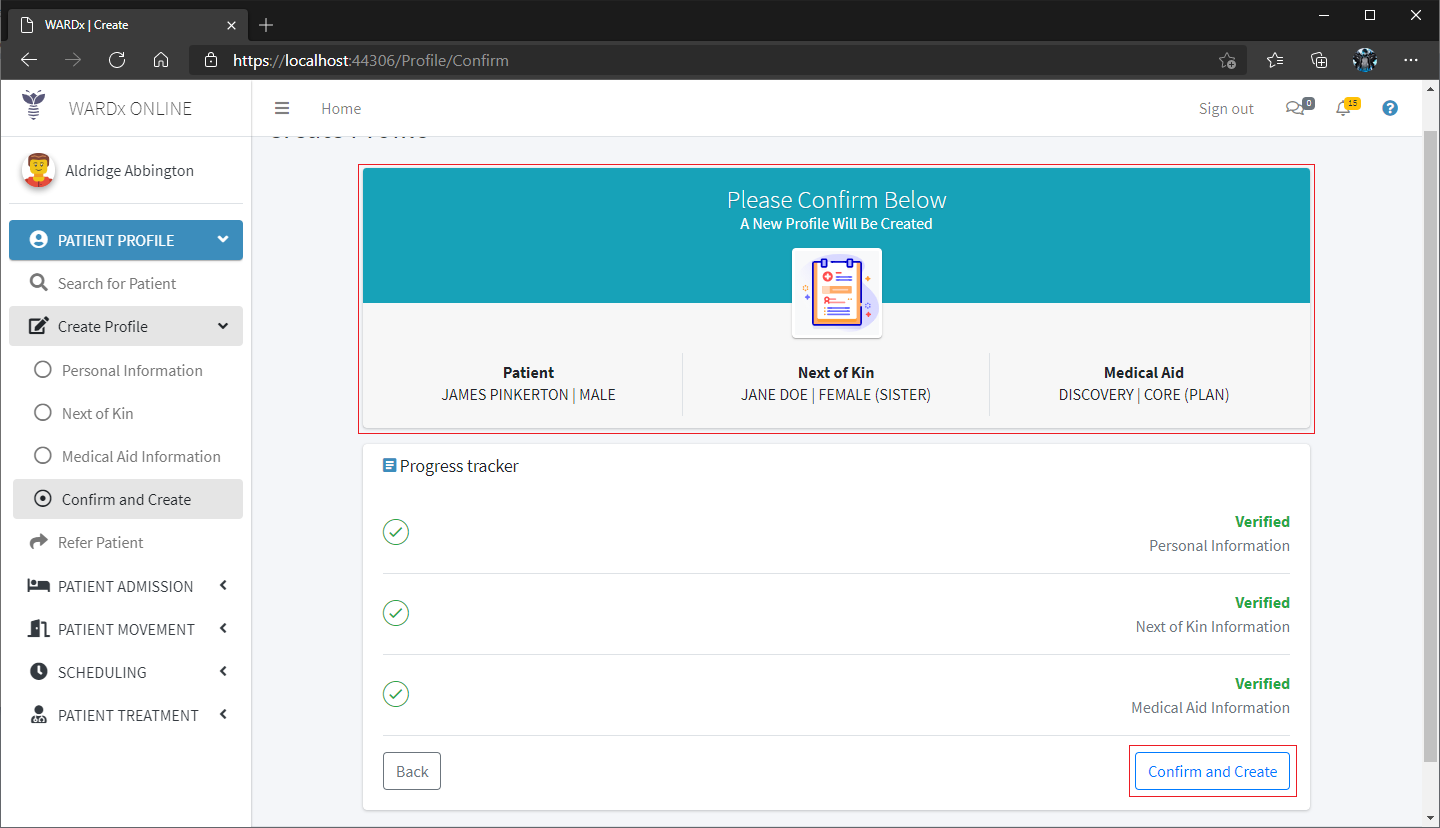 WARDx | Create
https://localhost:44306/Profile/Confirm
WARDx ONLINE
Home
Sign out
0
15
Create Profile
Aldridge Abbington
PATIENT PROFILE
Search for Patient
Create Profile
Personal Information
Next of Kin
Medical Aid Information
Confirm and Create
Refer Patient
PATIENT ADMISSION
PATIENT MOVEMENT
SCHEDULING
PATIENT TREATMENT
Please Confirm Below
A New Profile Will Be Created
Patient
JAMES PINKERTON | MALE
Next of Kin
JANE DOE | FEMALE (SISTER)
Medical Aid
DISCOVERY | CORE (PLAN)
Progress tracker
Verified
Personal Information
Verified
Next of Kin Information
Verified
Medical Aid Information
Back
Confirm and Create